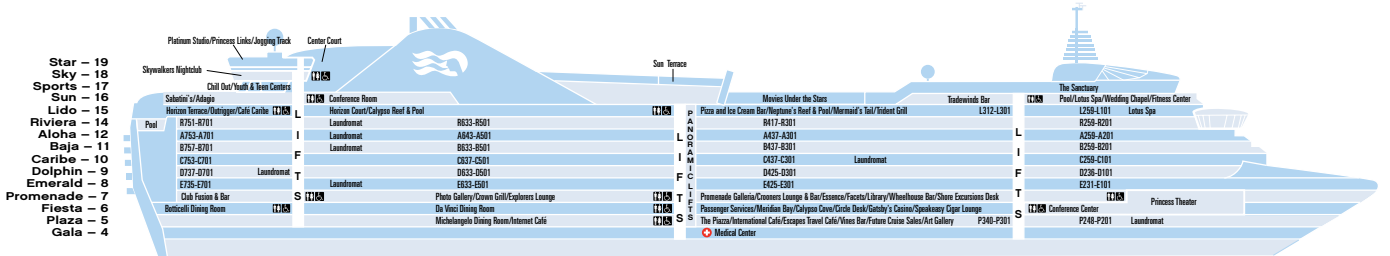 Platinum Studio/Princess Links/Jogging Track
Center Court
Skywalkers Nightclub
Sun Terrace
Star – 19
Sky – 18
Sports – 17
Chill Out/Youth & Teen Centers
The Sanctuary
Sun – 16
Sabatini's/Adagio
Conference Room
Movies Under the Stars
Tradewinds Bar
Pool/Lotus Spa/Wedding Chapel/Fitness Center
Lido – 15
Horizon Terrace/Outrigger/Café Caribe
Horizon Court/Calypso Reef & Pool
Pizza and Ice Cream Bar/Neptune's Reef & Pool/Mermaid's Tail/Trident Grill
L312-L301
L250-L101
Lotus Spa
Riviera – 14
Pool
R751-R701
Laundromat
R633-R501
R417-R301
R259-R201
Aloha – 12
A753-A701
Laundromat
A643-A501
A437-A301
A259-A201
Baja – 11
B757-B701
Laundromat
B633-B501
B437-B301
B259-B201
Caribe – 10
C753-C701
C637-C501
C437-C301
Laundromat
C259-C101
Dolphin – 9
D737-D701
Laundromat
D633-D501
D425-D301
D236-D101
Emerald – 8
E735-E701
Laundromat
E633-E501
E425-E301
E231-E101
Promenade – 7
Club Fusion & Bar
Photo Gallery/Crown Grill/Explorers Lounge
Promenade Galleria/Crooners Lounge & Bar/Essence/Facets/Library/Wheelhouse Bar/Shore Excursions Desk
Princess Theater
Fiesta – 6
Botticelli Dining Room
Da Vinci Dining Room
Passenger Services/Meridian Bay/Calypso Cove/Circle Desk/Gatsby's Casino/Speakeasy Cigar Lounge
Conference Center
Plaza – 5
Michelangelo Dining Room/Internet Café
The Piazza/International Café/Escapes Travel Café/Vines Bar/Future Cruise Sales/Art Gallery
P340-P301
P248-P201
Laundromat
Gala – 4
Medical Center
LIFTS
LIFTS
PANORAMIC LIFTS
LIFTS